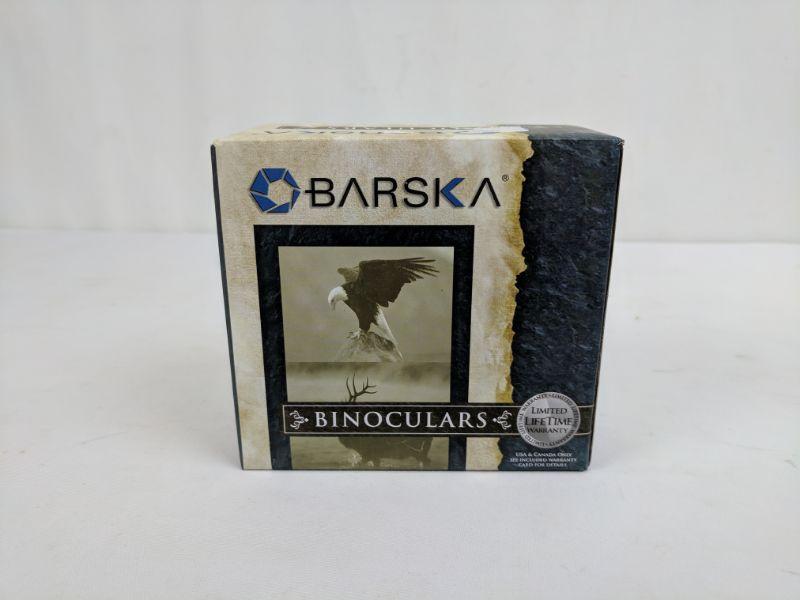 BARSKA®
BINOCULARS
LIMITED
LIFETIME
WARRANTY
USA & CANADA ONLY
SEE INCLUDED WARRANTY
CARD FOR DETAILS